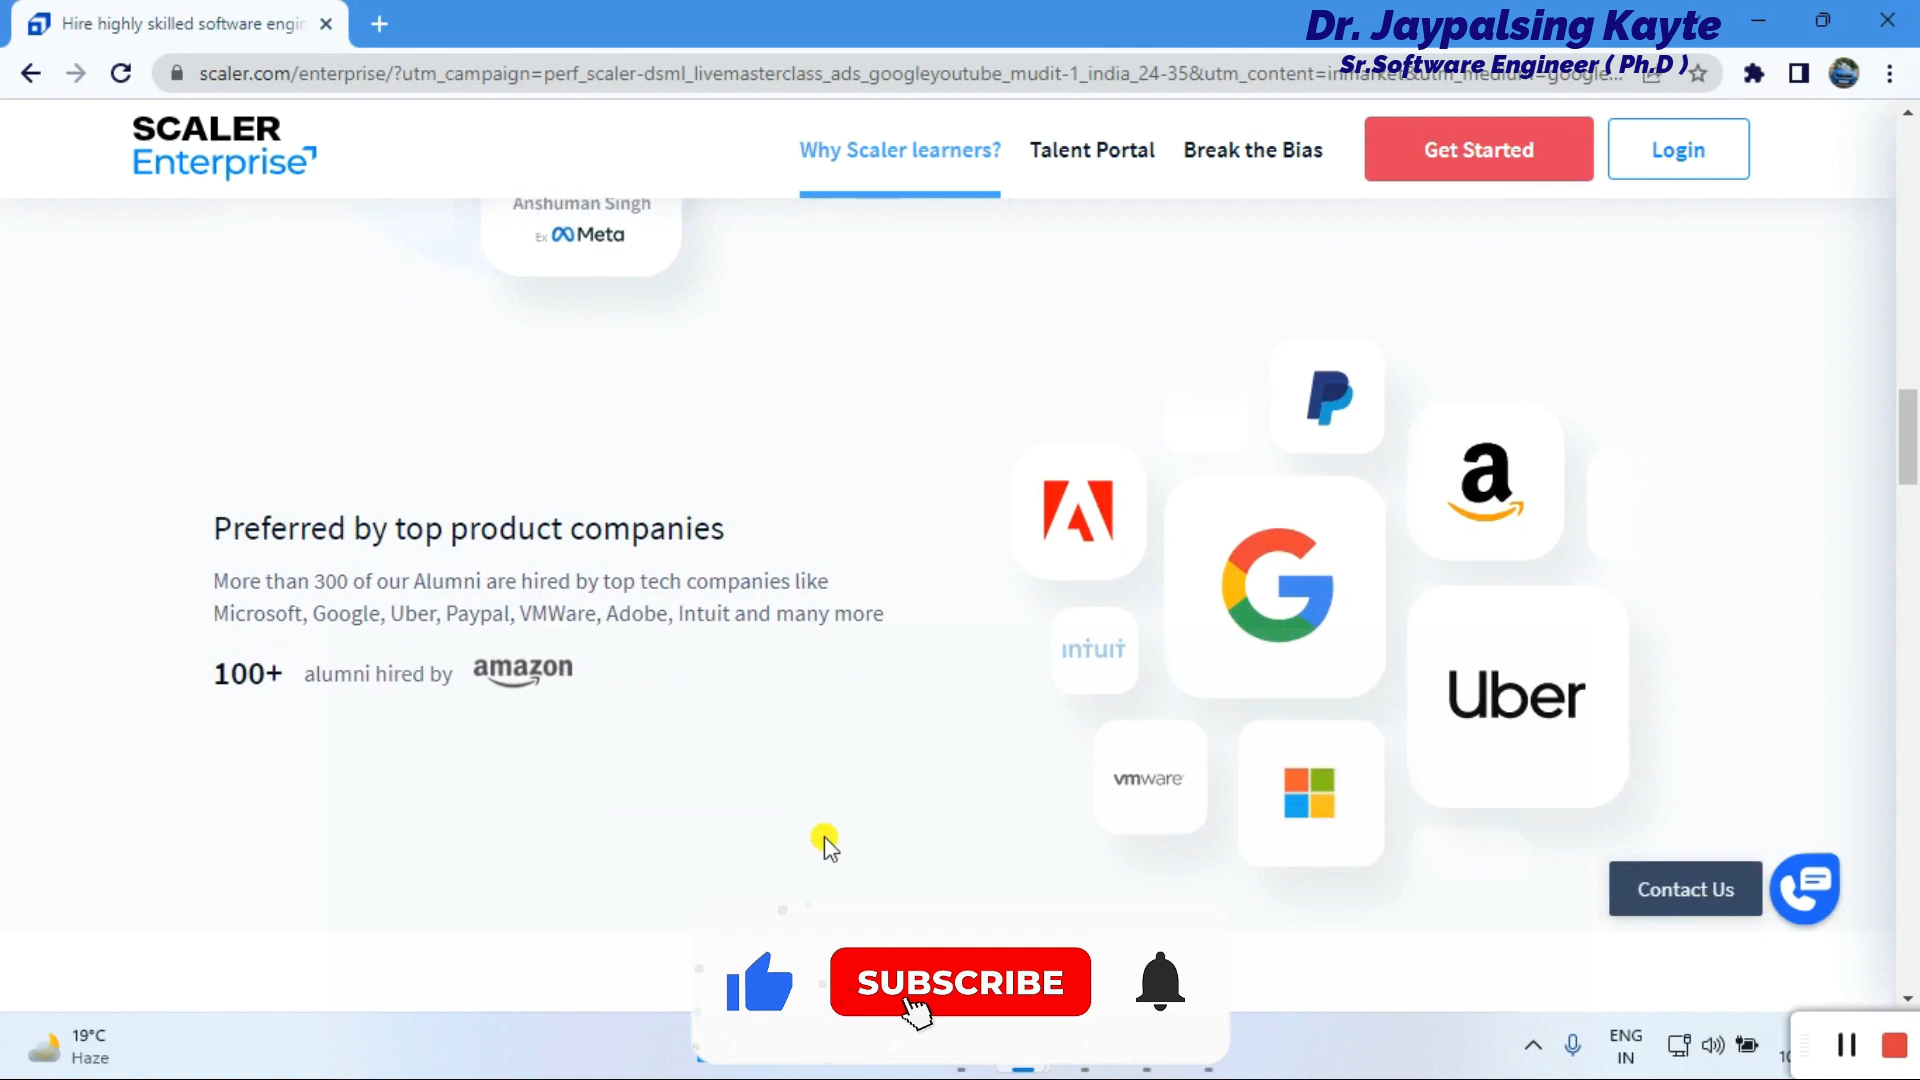 Hire highly skilled software engin
Dr. Jaypalsing Kayte
Sr.Software Engineer ( Ph.D )
scaler.com/enterprise/?utm_campaign=perf_scaler-dsml_livemasterclass_ads_googleyoutube_mudit-1_india_24-35&utm_content=inmarket&utm_medium=google...
SCALER
Enterprise
Why Scaler learners?
Talent Portal
Break the Bias
Get Started
Login
Anshuman Singh
Ex Meta
Preferred by top product companies
More than 300 of our Alumni are hired by top tech companies like
Microsoft, Google, Uber, Paypal, VMWare, Adobe, Intuit and many more
100+ alumni hired by amazon
a
intuit
Uber
vmware
Contact Us
SUBSCRIBE
19°C
Haze
ENG
IN